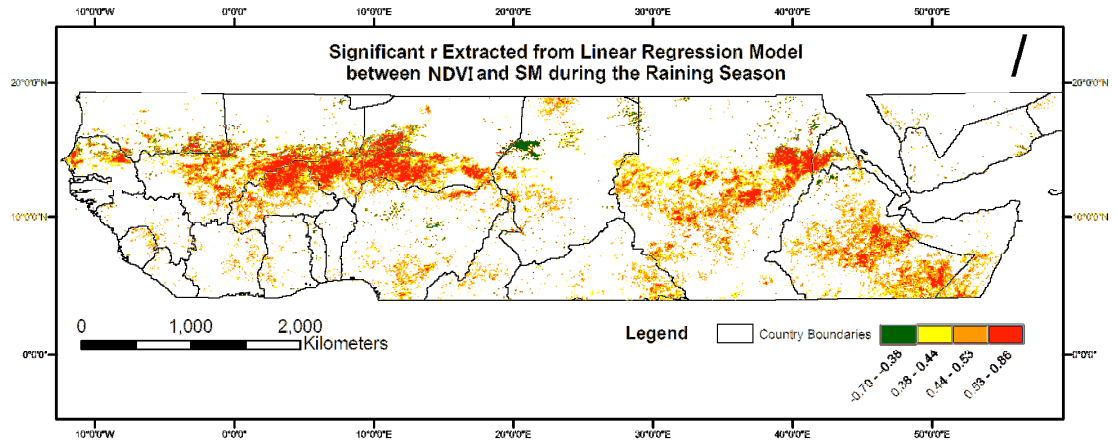 10°0'0"W 0°0'0" 10°0'0"E 20°0'0"E 30°0'0"E 40°0'0"E 50°0'0"E
Significant r Extracted from Linear Regression Model
between NDVI and SM during the Raining Season
20°0'0"N 20°0'0"N
10°0'0"N 10°0'0"N
0 1,000 2,000
Kilometers
Legend Country Boundaries
0°0'0" 0°0'0"
-0.70 - -0.38 0.38 - 0.44 0.44 - 0.53 0.53 - 0.86
10°0'0"W 0°0'0" 10°0'0"E 20°0'0"E 30°0'0"E 40°0'0"E 50°0'0"E